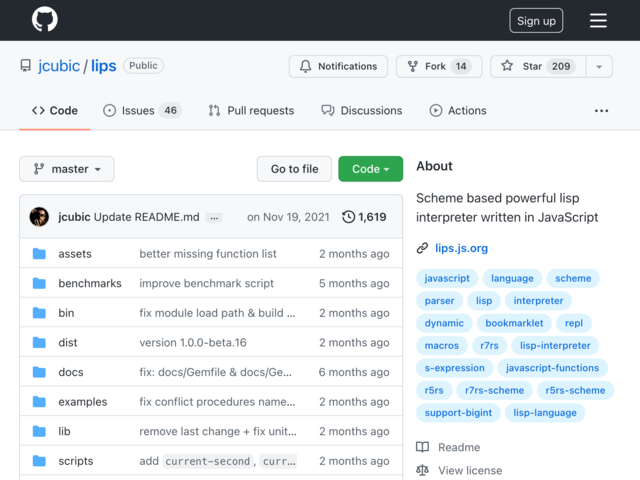 Sign up
jcubic / lips Public
Notifications Fork 14 Star 209
Code Issues 46 Pull requests Discussions Actions ...
master Go to file Code
jcubic Update README.md ... on Nov 19, 2021 1,619
assets better missing function list 2 months ago
benchmarks improve benchmark script 5 months ago
bin fix module load path & build ... 2 months ago
dist version 1.0.0-beta.16 2 months ago
docs fix: docs/Gemfile & docs/Ge... 6 months ago
examples fix conflict procedures name... 2 months ago
lib remove last change + fix unit... 2 months ago
scripts add current-second, curr... 2 months ago
About
Scheme based powerful lisp
interpreter written in JavaScript
lips.js.org
javascript language scheme
parser lisp interpreter
dynamic bookmarklet repl
macros r7rs lisp-interpreter
s-expression javascript-functions
r5rs r7rs-scheme r5rs-scheme
support-bigint lisp-language
Readme
View license